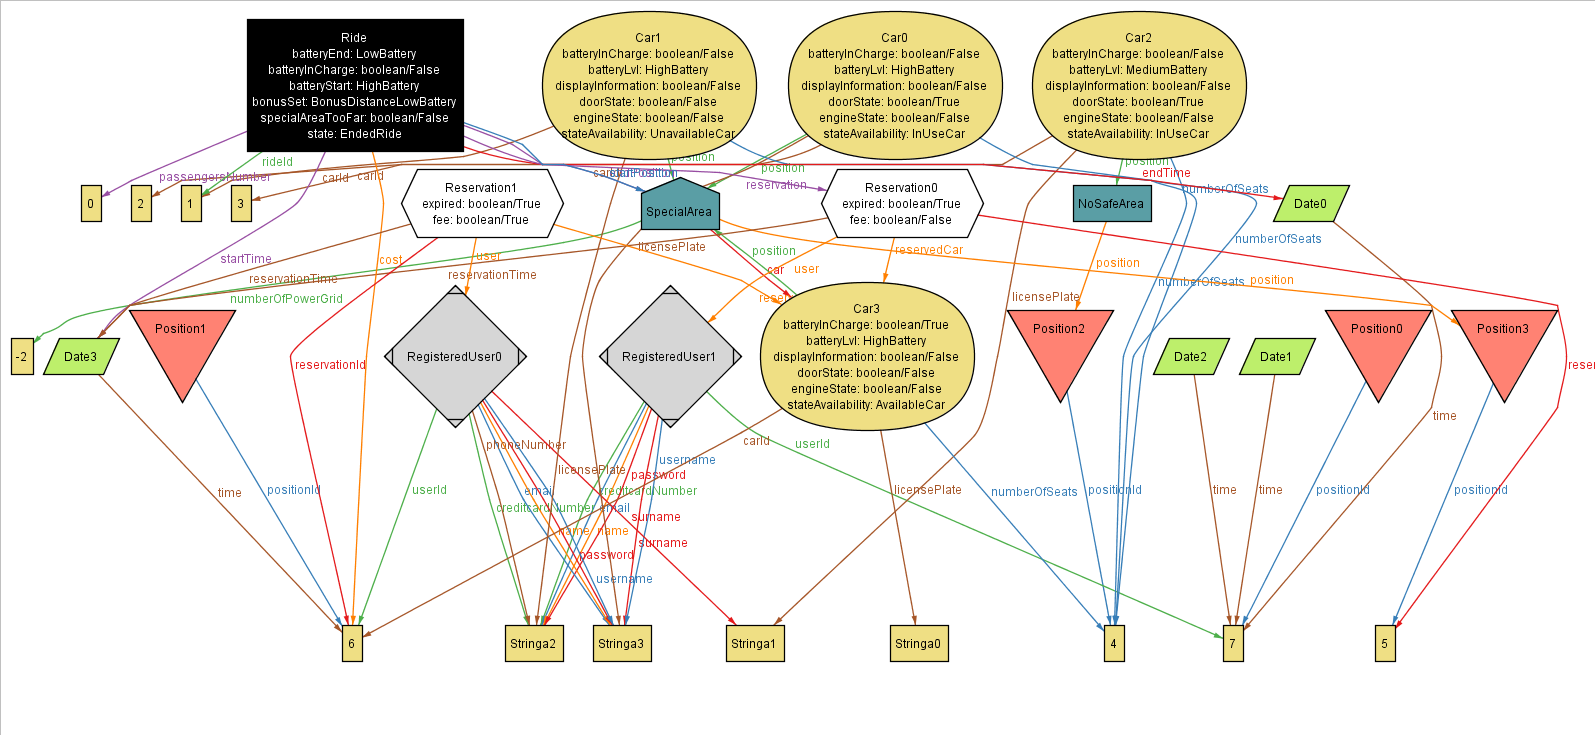 Ride
batteryEnd: LowBattery
batteryInCharge: boolean/False
batteryStart: HighBattery
bonusSet: BonusDistanceLowBattery
specialAreaTooFar: boolean/False
state: EndedRide
Car1
batteryInCharge: boolean/False
batteryLvl: HighBattery
displayInformation: boolean/False
doorState: boolean/False
engineState: boolean/False
stateAvailability: UnavailableCar
Car0
batteryInCharge: boolean/False
batteryLvl: HighBattery
displayInformation: boolean/False
doorState: boolean/True
engineState: boolean/False
stateAvailability: InUseCar
Car2
batteryInCharge: boolean/False
batteryLvl: MediumBattery
displayInformation: boolean/False
doorState: boolean/True
engineState: boolean/False
stateAvailability: InUseCar
rideId
position
position
position
passengersNumber
carId
carId
reservation
endTime
numberOfSeats
0
2
1
3
Reservation1
expired: boolean/True
fee: boolean/True
SpecialArea
Reservation0
expired: boolean/True
fee: boolean/False
NoSafeArea
Date0
startTime
cost
user
licensePlate
position
reservedCar
numberOfSeats
reservationTime
reservationTime
car
user
position
numberOfSeats
position
numberOfPowerGrid
licensePlate
-2
Date3
Position1
RegisteredUser0
RegisteredUser1
Car3
batteryInCharge: boolean/True
batteryLvl: HighBattery
displayInformation: boolean/False
doorState: boolean/False
engineState: boolean/False
stateAvailability: AvailableCar
Position2
Date2
Date1
Position0
Position3
reservationId
time
phoneNumber
carId
userId
licensePlate
username
password
time
positionId
userId
email
creditcardNumber
licensePlate
numberOfSeats
positionId
time
time
positionId
positionId
creditcardNumber
email
surname
name
name
surname
password
username
6
Stringa2
Stringa3
Stringa1
Stringa0
4
7
5